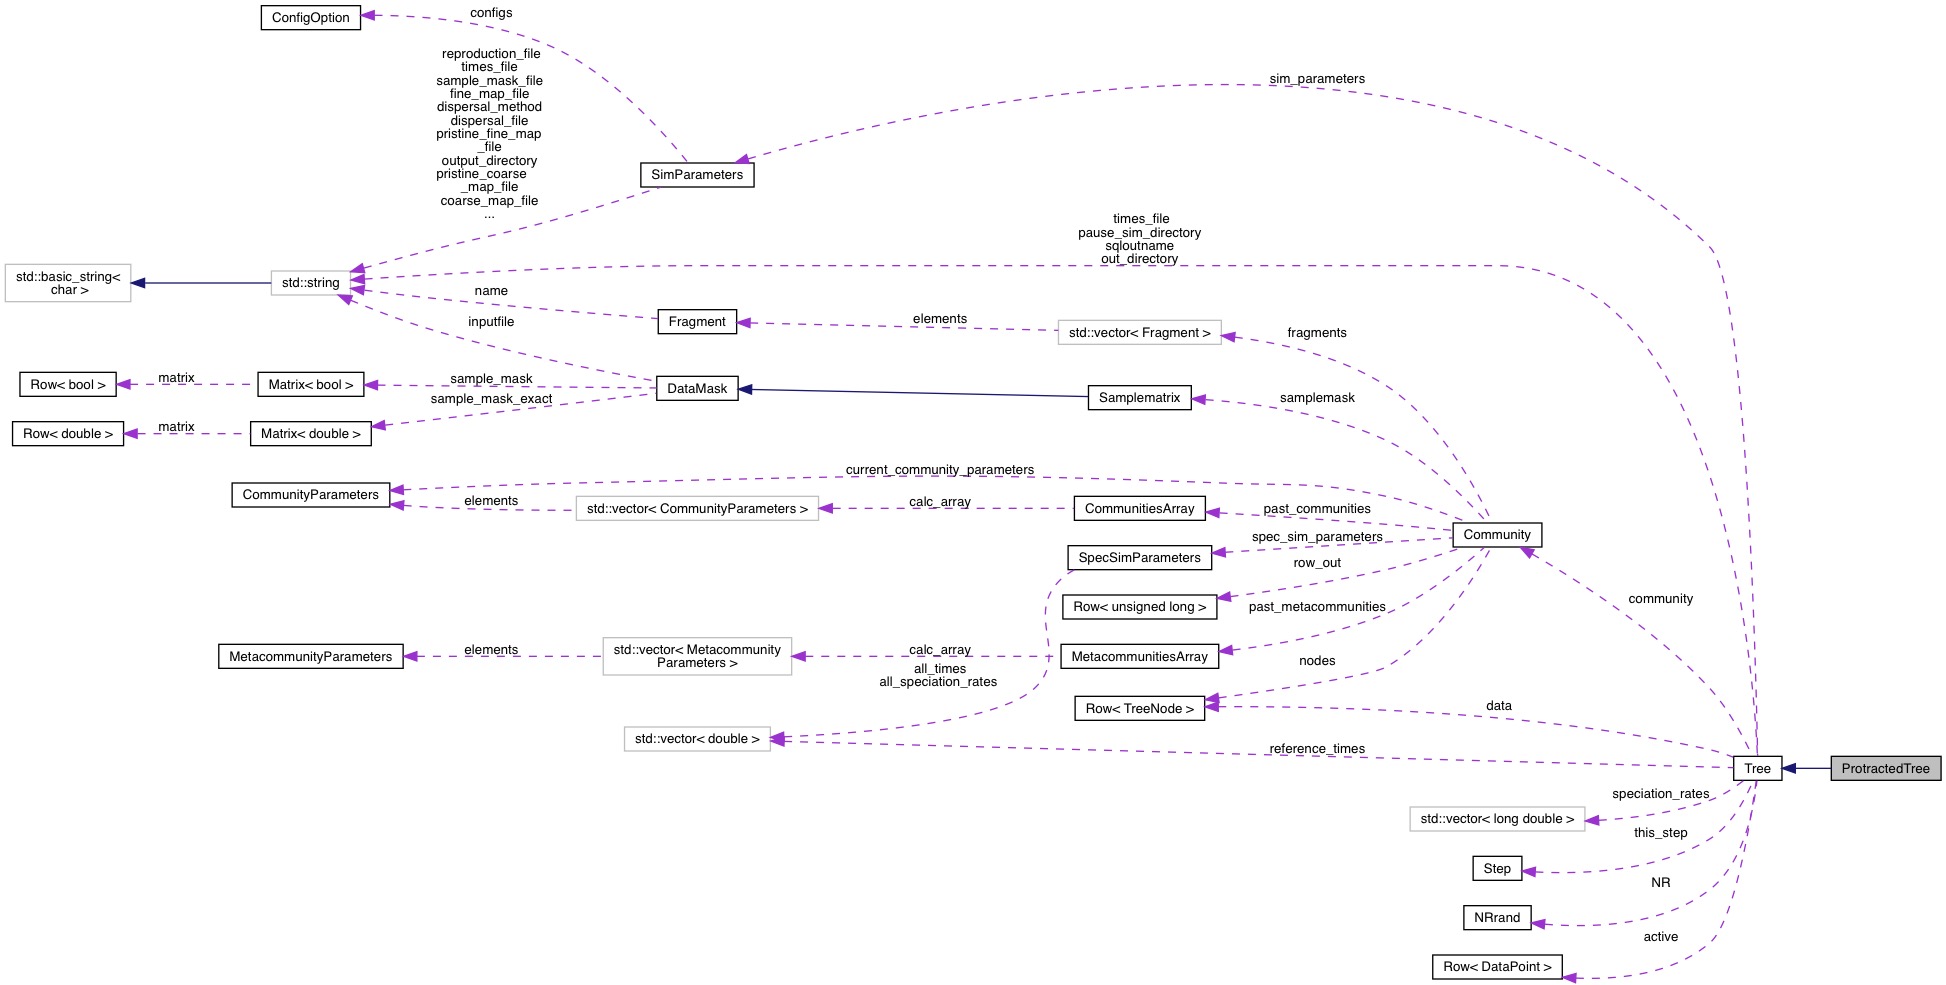 configs
ConfigOption
reproduction_file
times_file
sample_mask_file
fine_map_file
dispersal_method
dispersal_file
pristine_fine_map
_file
output_directory
pristine_coarse
_map_file
coarse_map_file
...
sim_parameters
SimParameters
times_file
pause_sim_directory
sqloutname
out_directory
std::basic_string<
char >
std::string
name
inputfile
Fragment
elements
std::vector< Fragment >
fragments
Row< bool >
matrix
Matrix< bool >
sample_mask
sample_mask_exact
DataMask
Samplematrix
samplemask
Row< double >
matrix
Matrix< double >
current_community_parameters
CommunityParameters
elements
std::vector< CommunityParameters >
calc_array
CommunitiesArray
past_communities
Community
spec_sim_parameters
SpecSimParameters
row_out
Row< unsigned long >
past_metacommunities
community
MetacommunityParameters
elements
std::vector< Metacommunity
Parameters >
calc_array
MetacommunitiesArray
all_times
all_speciation_rates
nodes
Row< TreeNode >
data
std::vector< double >
reference_times
Tree
ProtractedTree
speciation_rates
std::vector< long double >
this_step
Step
NR
NRrand
active
Row< DataPoint >